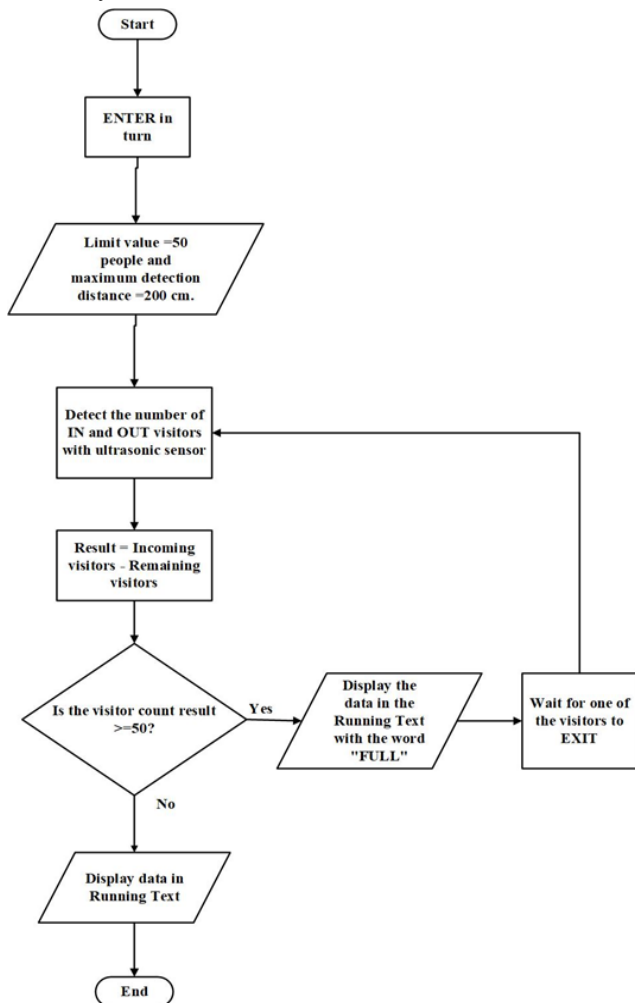 Start
ENTER in
turn
Limit value =50
people and
maximum detection
distance =200 cm.
Detect the number of
IN and OUT visitors
with ultrasonic sensor
Result = Incoming
visitors - Remaining
visitors
Is the visitor count result
>=50?
Yes
Display the
data in the
Running Text
with the word
"FULL"
Wait for one of
the visitors to
EXIT
No
Display data in
Running Text
End